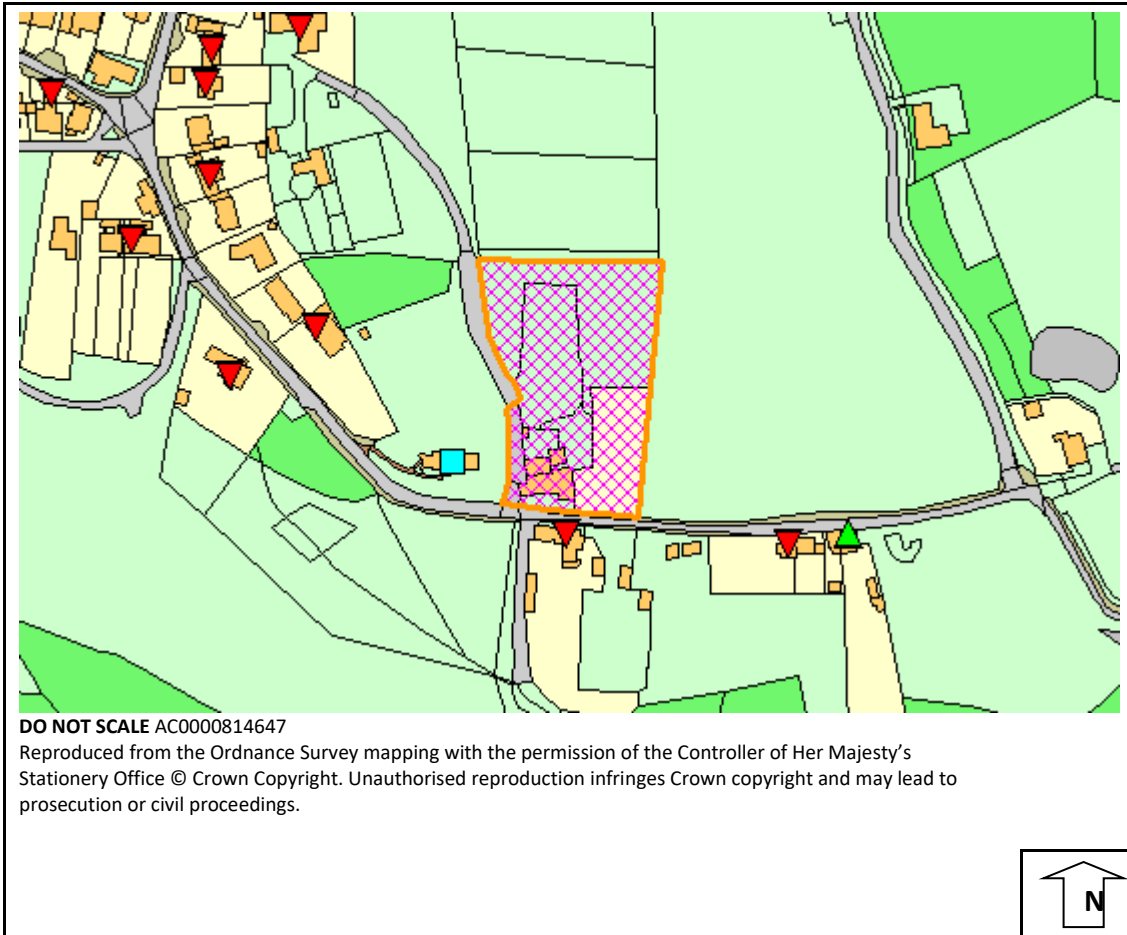 DO NOT SCALE AC0000814647
Reproduced from the Ordnance Survey mapping with the permission of the Controller of Her Majesty's
Stationery Office © Crown Copyright. Unauthorised reproduction infringes Crown copyright and may lead to
prosecution or civil proceedings.
N